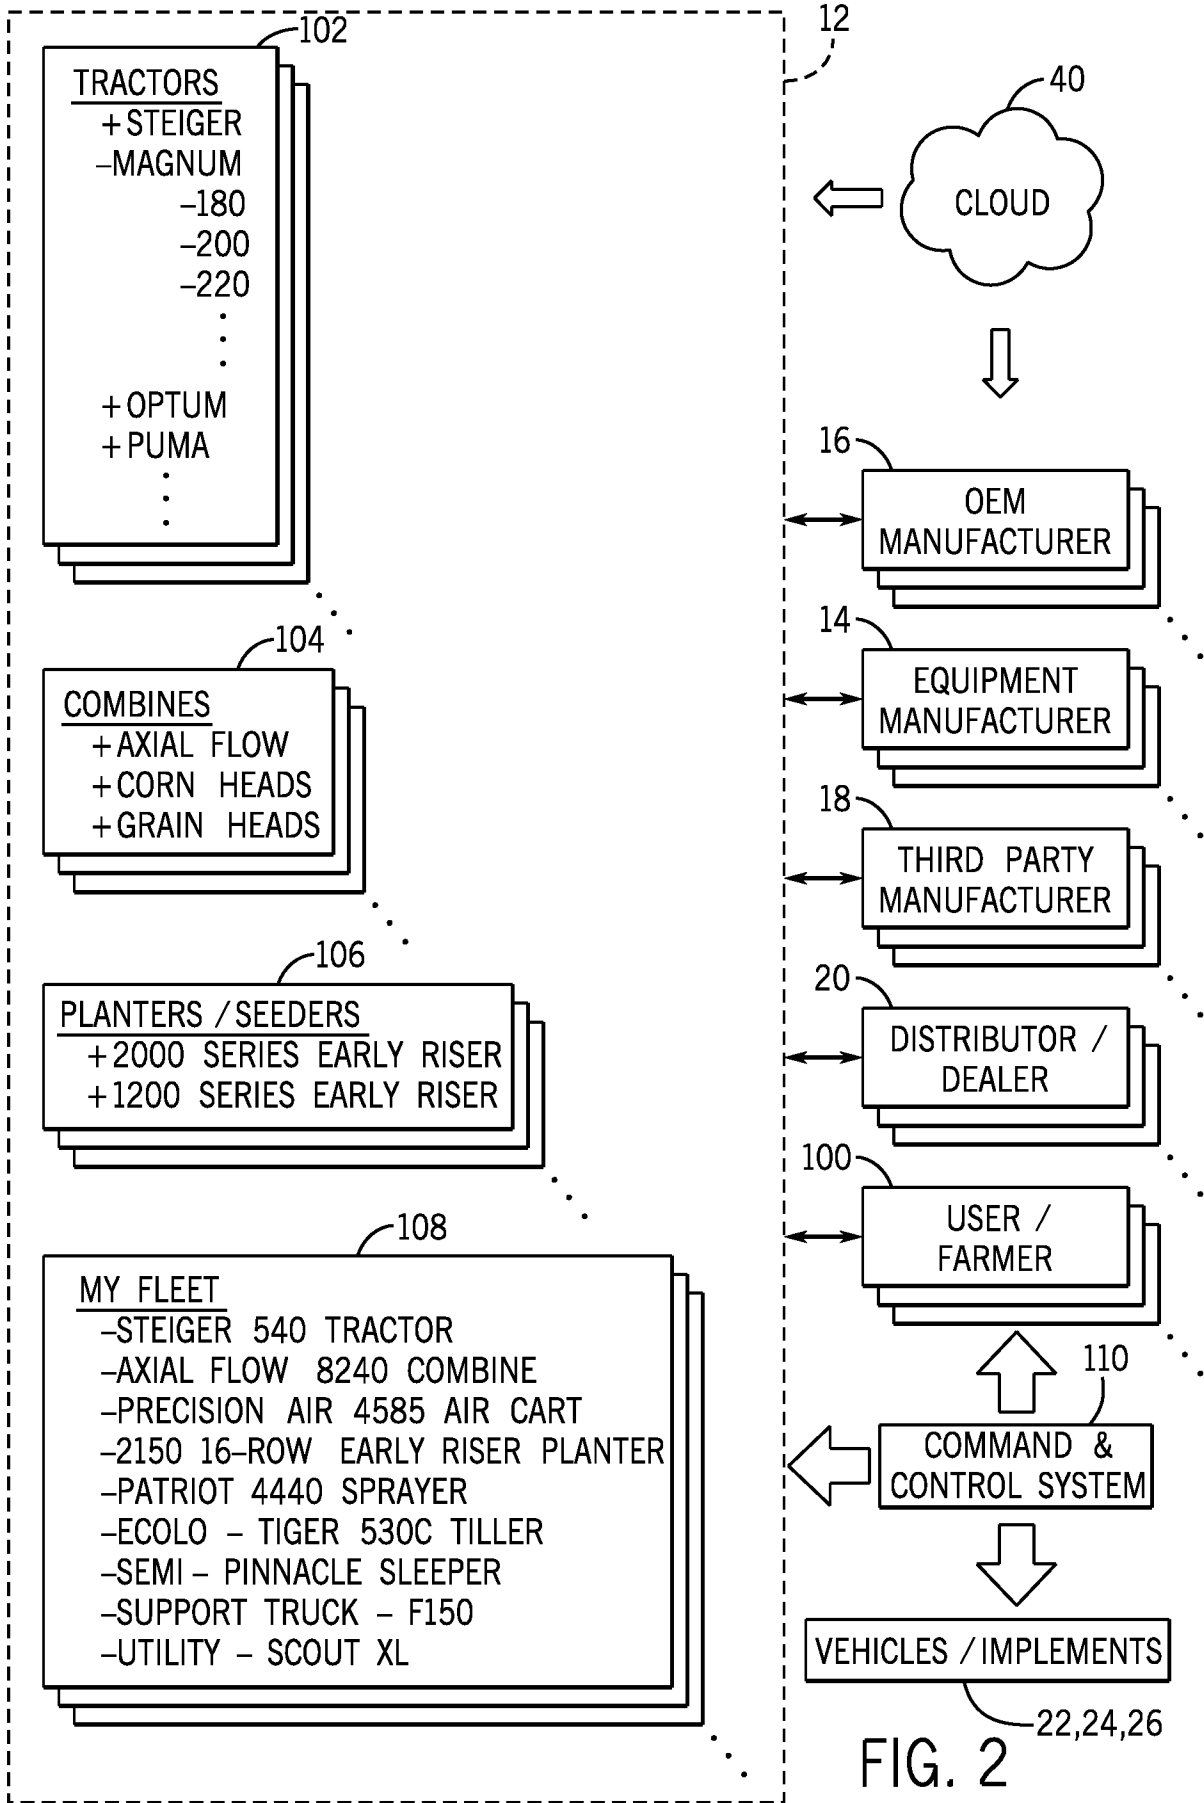 102
TRACTORS
+STEIGER
–MAGNUM
–180
–200
–220
+OPTUM
+PUMA
104
COMBINES
+AXIAL FLOW
+CORN HEADS
+GRAIN HEADS
106
PLANTERS / SEEDERS
+2000 SERIES EARLY RISER
+1200 SERIES EARLY RISER
108
MY FLEET
–STEIGER 540 TRACTOR
–AXIAL FLOW 8240 COMBINE
–PRECISION AIR 4585 AIR CART
–2150 16–ROW EARLY RISER PLANTER
–PATRIOT 4440 SPRAYER
–ECOLO – TIGER 530C TILLER
–SEMI – PINNACLE SLEEPER
–SUPPORT TRUCK – F150
–UTILITY – SCOUT XL
12
40
CLOUD
16
OEM
MANUFACTURER
14
EQUIPMENT
MANUFACTURER
18
THIRD PARTY
MANUFACTURER
20
DISTRIBUTOR /
DEALER
100
USER /
FARMER
110
COMMAND &
CONTROL SYSTEM
VEHICLES / IMPLEMENTS
22,24,26
FIG. 2